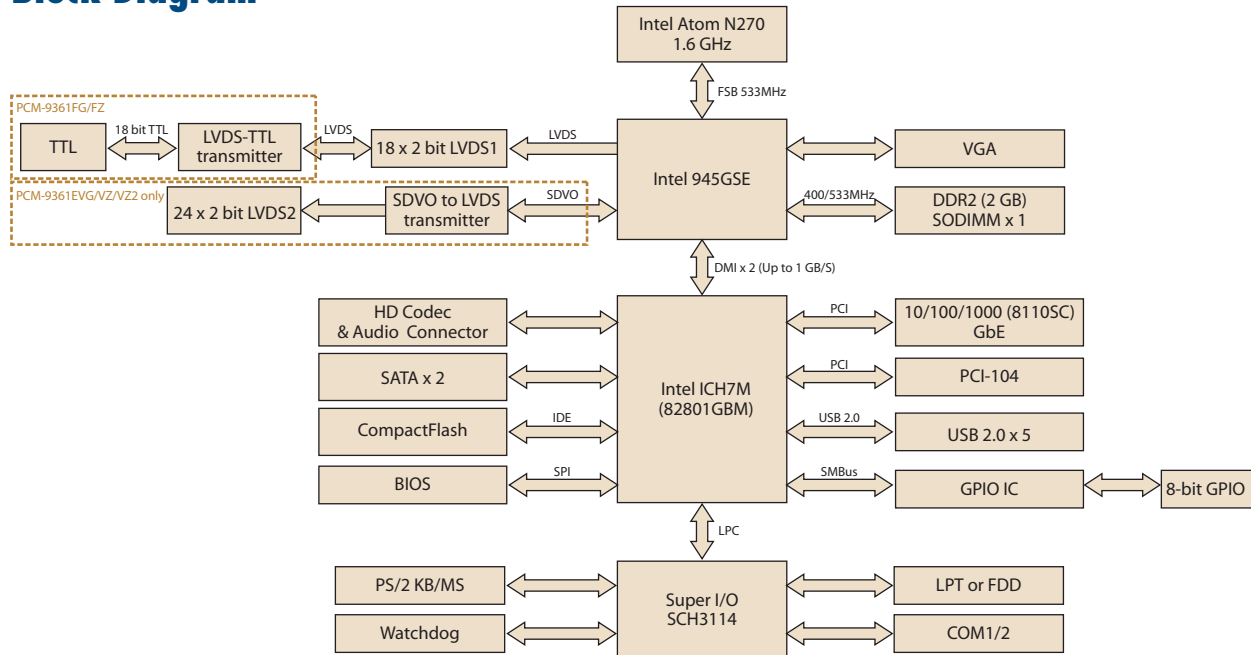 Block Diagram
Intel Atom N270
1.6 GHz
FSB 533MHz
PCM-9361FG/FZ
TTL
18 bit TTL
LVDS-TTL
transmitter
LVDS
18 x 2 bit LVDS1
LVDS
Intel 945GSE
VGA
PCM-9361EVG/VZ/VZ2 only
24 x 2 bit LVDS2
SDVO to LVDS
transmitter
SDVO
400/533MHz
DDR2 (2 GB)
SODIMM x 1
DMI x 2 (Up to 1 GB/S)
HD Codec
& Audio Connector
PCI
10/100/1000 (8110SC)
GbE
SATA x 2
Intel ICH7M
(82801GBM)
PCI
PCI-104
CompactFlash
IDE
USB 2.0
USB 2.0 x 5
BIOS
SPI
SMBus
GPIO IC
8-bit GPIO
LPC
PS/2 KB/MS
Super I/O
SCH3114
LPT or FDD
Watchdog
COM1/2